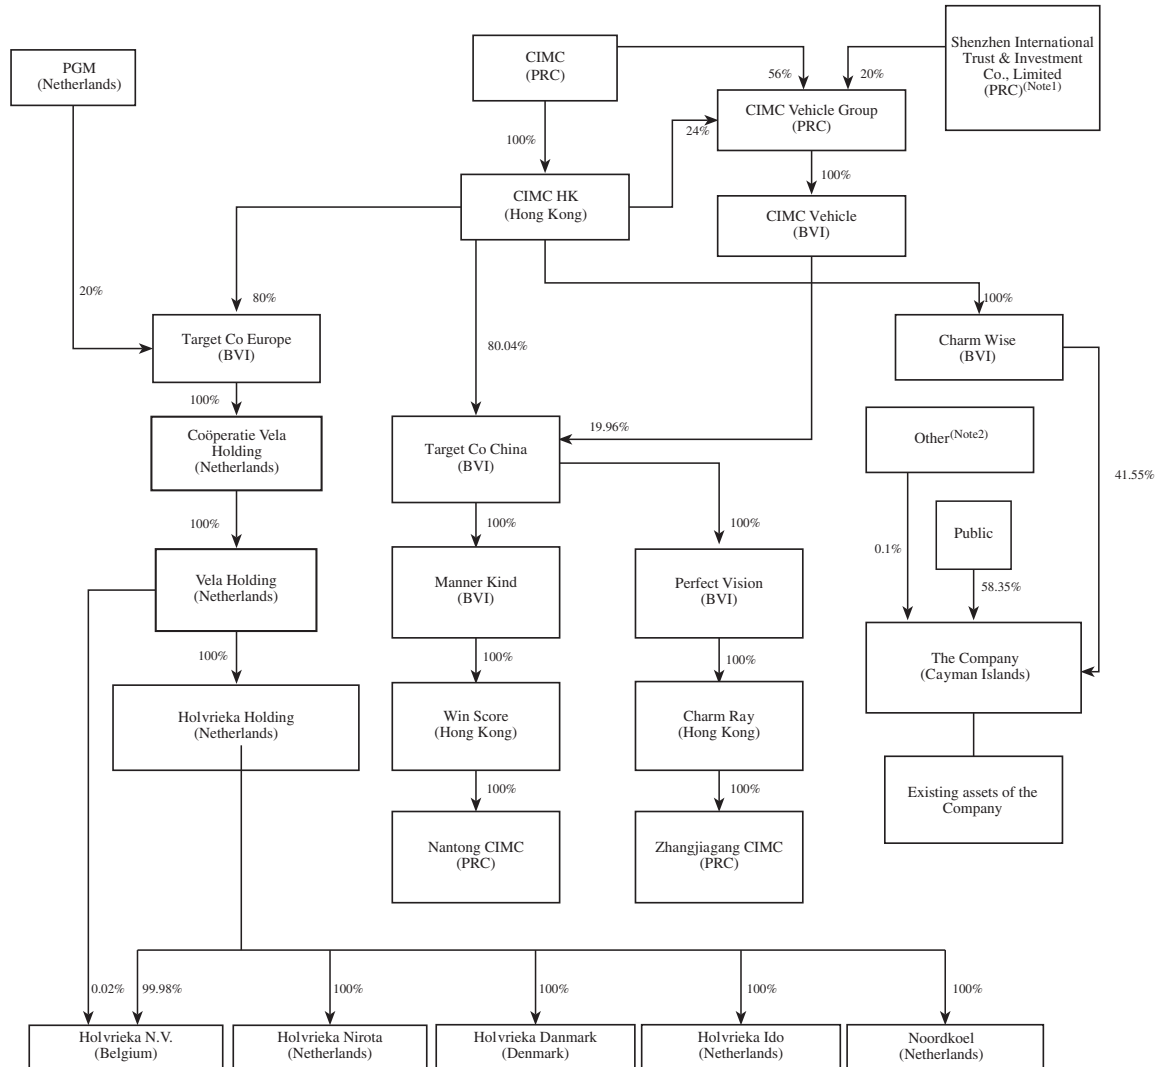 PGM
(Netherlands)
CIMC
(PRC)
Shenzhen International
Trust & Investment
Co., Limited
(PRC)(Note1)
56%
20%
CIMC Vehicle Group
(PRC)
100%
24%
CIMC HK
(Hong Kong)
100%
CIMC Vehicle
(BVI)
20%
80%
100%
Target Co Europe
(BVI)
80.04%
Charm Wise
(BVI)
100%
Coöperatie Vela
Holding
(Netherlands)
19.96%
Target Co China
(BVI)
Other(Note2)
41.55%
100%
100%
100%
0.1%
Public
58.35%
Vela Holding
(Netherlands)
Manner Kind
(BVI)
Perfect Vision
(BVI)
The Company
(Cayman Islands)
100%
100%
100%
Holvrieka Holding
(Netherlands)
Win Score
(Hong Kong)
Charm Ray
(Hong Kong)
100%
100%
Existing assets of the
Company
Nantong CIMC
(PRC)
Zhangjiagang CIMC
(PRC)
0.02%
99.98%
100%
100%
100%
100%
Holvrieka N.V.
(Belgium)
Holvrieka Nirota
(Netherlands)
Holvrieka Danmark
(Denmark)
Holvrieka Ido
(Netherlands)
Noordkoel
(Netherlands)